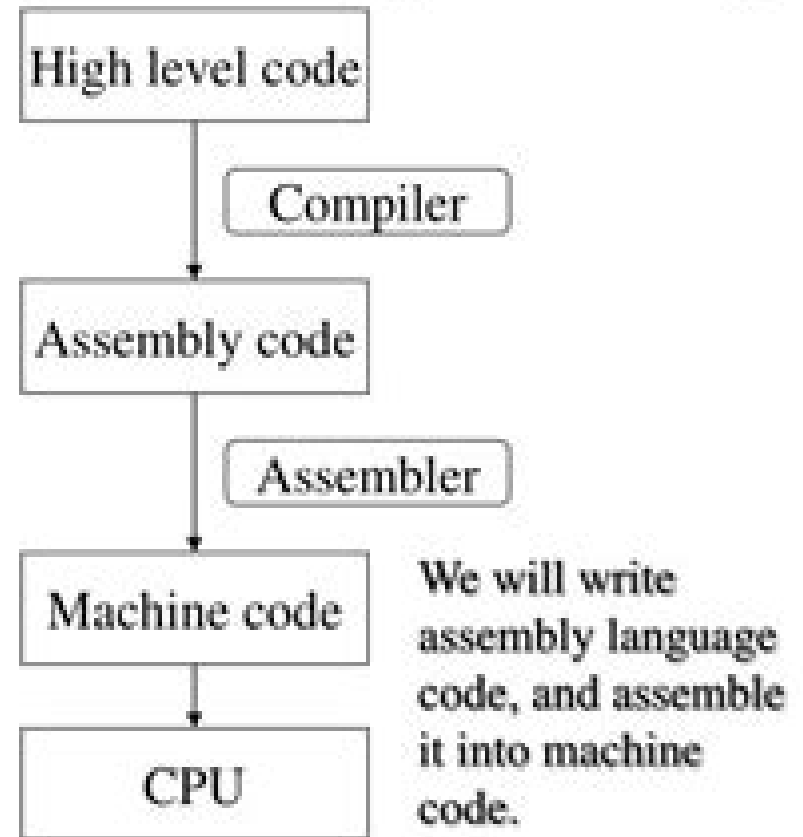 High level code
Compiler
Assembly code
Assembler
Machine code
We will write
assembly language
code, and assemble
it into machine
code.
CPU